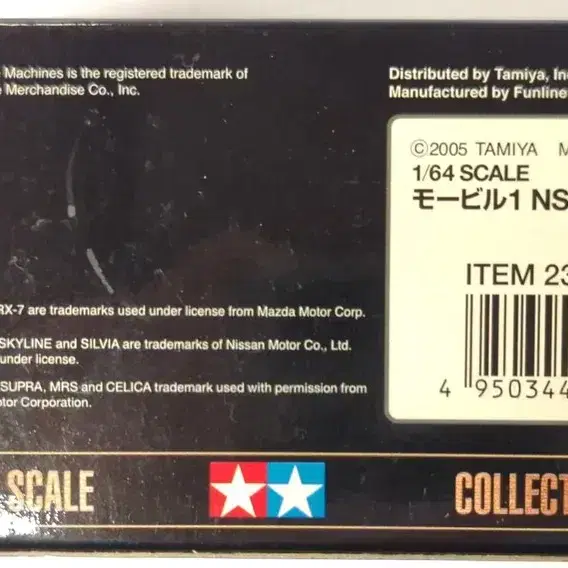 Machines is the registered trademark of
Merchandise Co., Inc.
Distributed by Tamiya, Inc
Manufactured by Funline
©2005 TAMIYA M
1/64 SCALE
モービル1 NS
ITEM 23
4 950344
RX-7 are trademarks used under license from Mazda Motor Corp.
SKYLINE and SILVIA are trademarks of Nissan Motor Co., Ltd.
under license.
SUPRA, MRS and CELICA trademark used with permission from
otor Corporation.
SCALE
COLLECT